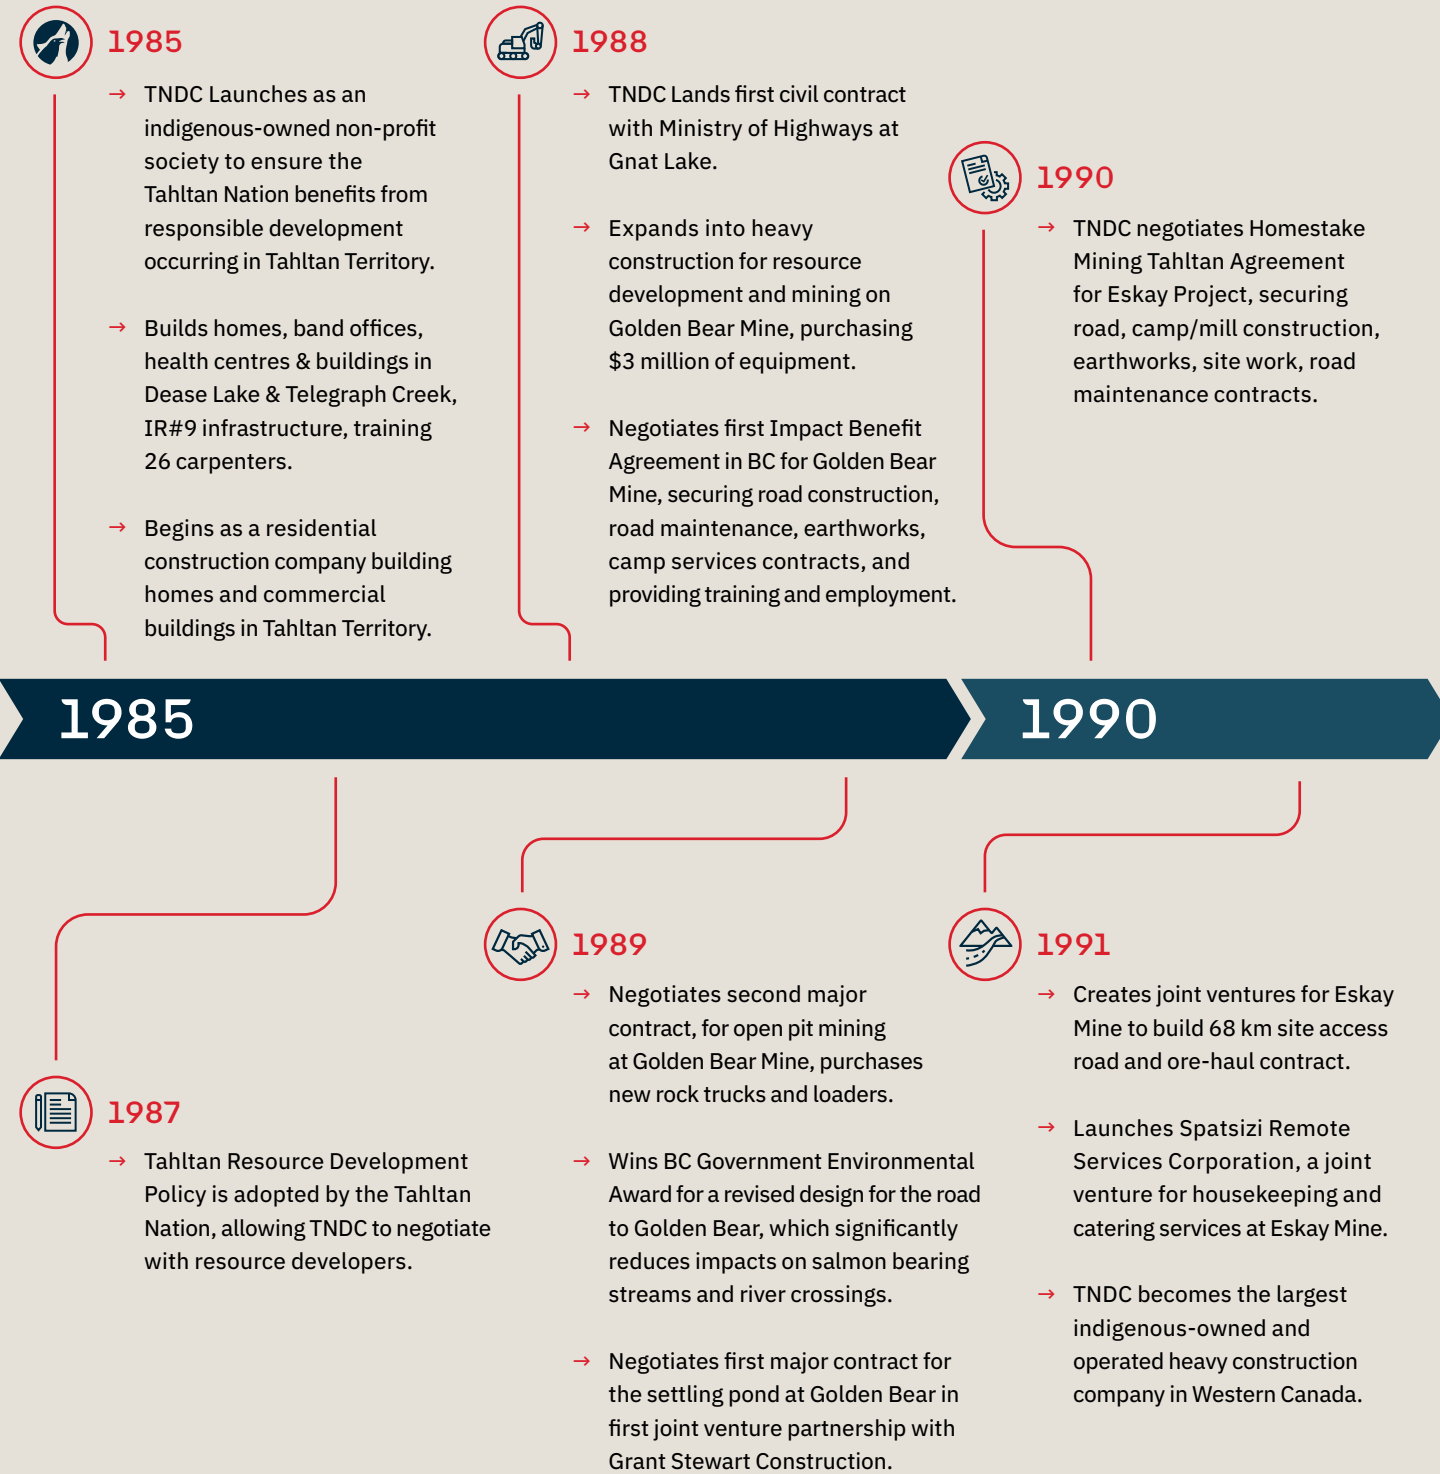 1985
→ TNDC Launches as an
indigenous-owned non-profit
society to ensure the
Tahltan Nation benefits from
responsible development
occurring in Tahltan Territory.
→ Builds homes, band offices,
health centres & buildings in
Dease Lake & Telegraph Creek,
IR#9 infrastructure, training
26 carpenters.
→ Begins as a residential
construction company building
homes and commercial
buildings in Tahltan Territory.
1988
→ TNDC Lands first civil contract
with Ministry of Highways at
Gnat Lake.
→ Expands into heavy
construction for resource
development and mining on
Golden Bear Mine, purchasing
$3 million of equipment.
→ Negotiates first Impact Benefit
Agreement in BC for Golden Bear
Mine, securing road construction,
road maintenance, earthworks,
camp services contracts, and
providing training and employment.
1990
→ TNDC negotiates Homestake
Mining Tahltan Agreement
for Eskay Project, securing
road, camp/mill construction,
earthworks, site work, road
maintenance contracts.
1985
1990
1987
→ Tahltan Resource Development
Policy is adopted by the Tahltan
Nation, allowing TNDC to negotiate
with resource developers.
1989
→ Negotiates second major
contract, for open pit mining
at Golden Bear Mine, purchases
new rock trucks and loaders.
→ Wins BC Government Environmental
Award for a revised design for the road
to Golden Bear, which significantly
reduces impacts on salmon bearing
streams and river crossings.
→ Negotiates first major contract for
the settling pond at Golden Bear in
first joint venture partnership with
Grant Stewart Construction.
1991
→ Creates joint ventures for Eskay
Mine to build 68 km site access
road and ore-haul contract.
→ Launches Spatsizi Remote
Services Corporation, a joint
venture for housekeeping and
catering services at Eskay Mine.
→ TNDC becomes the largest
indigenous-owned and
operated heavy construction
company in Western Canada.